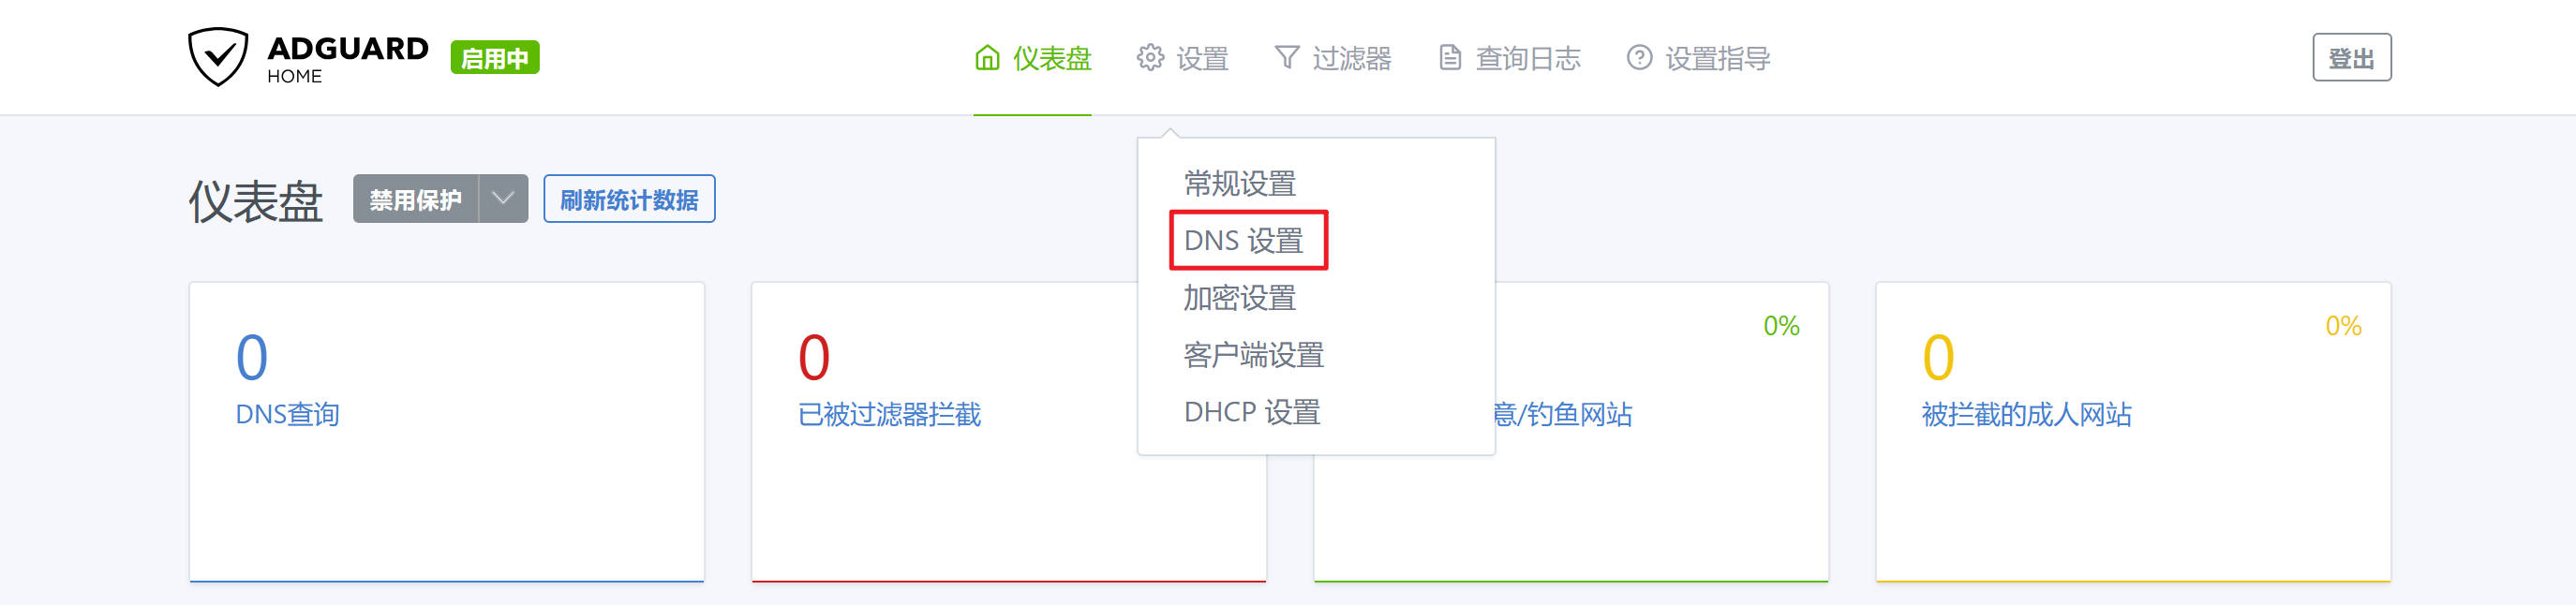 ADGUARD
HOME
启用中
仪表盘
设置
过滤器
查询日志
设置指导
登出
仪表盘
禁用保护
刷新统计数据
常规设置
DNS 设置
加密设置
客户端设置
DHCP 设置
0
DNS查询
0
已被过滤器拦截
0%
意/钓鱼网站
0%
0
被拦截的成人网站